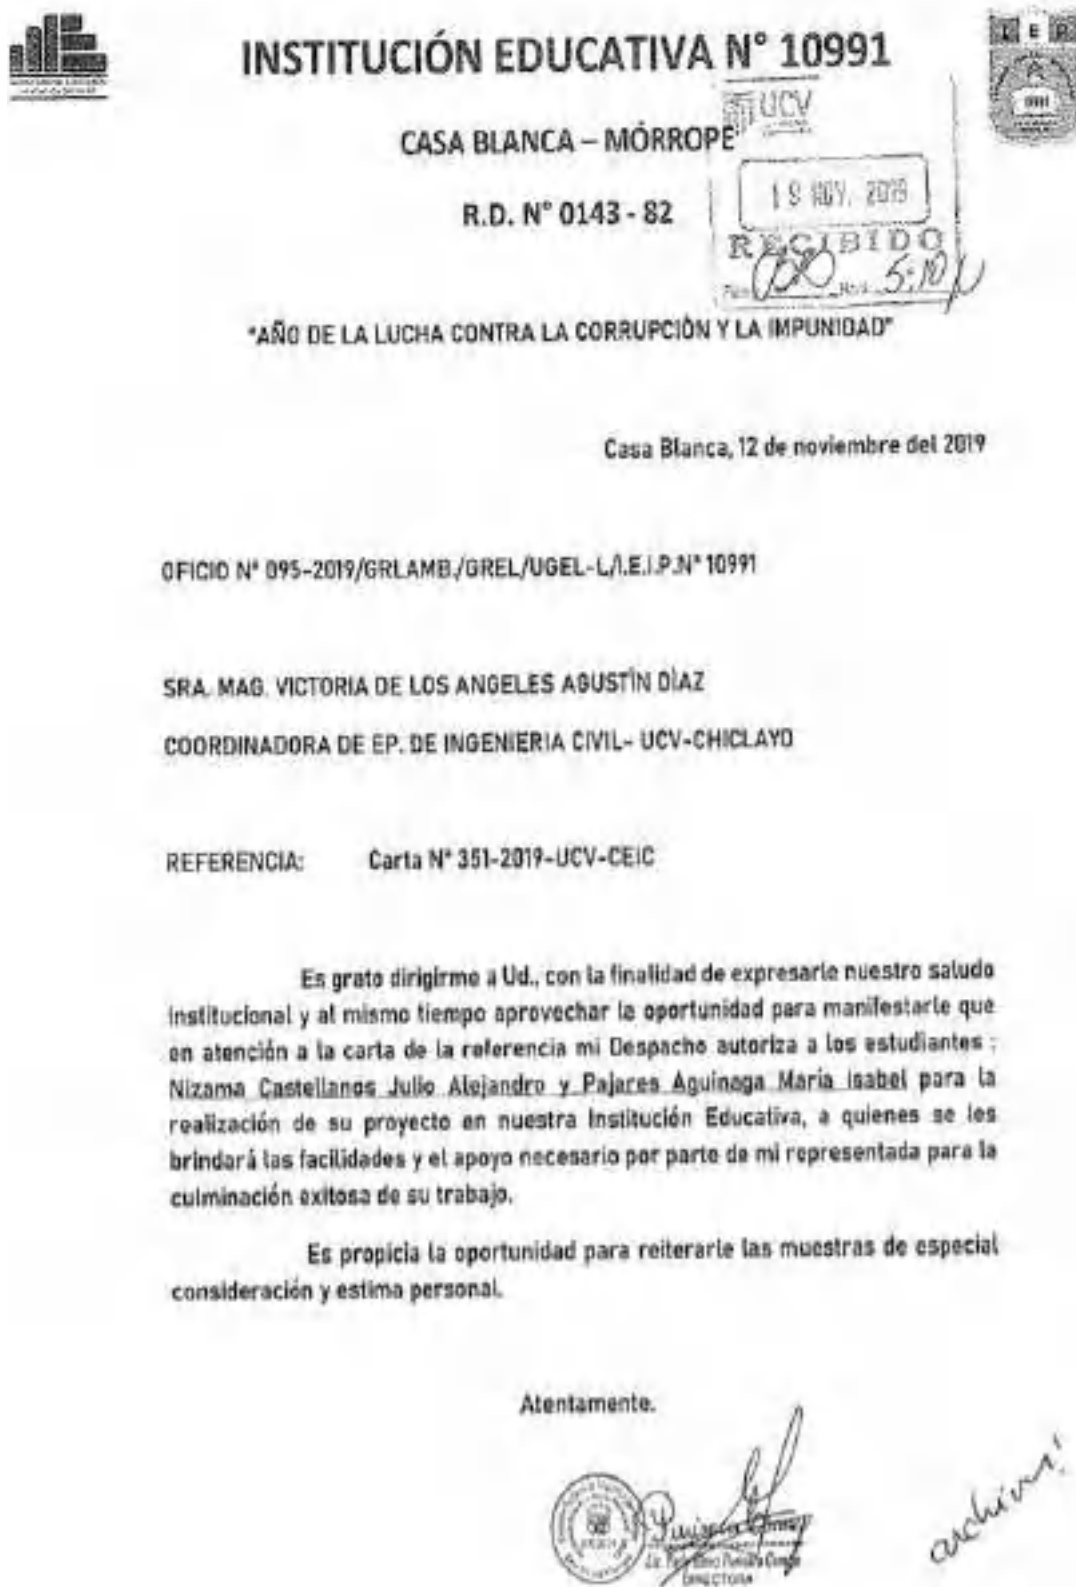 INSTITUCIÓN EDUCATIVA N° 10991
UCV
CASA BLANCA – MÓRROPE
19 NOV. 2019
R.D. N° 0143 - 82
RECIBIDO
Hora 5:10
"AÑO DE LA LUCHA CONTRA LA CORRUPCIÒN Y LA IMPUNIDAD"
Casa Blanca, 12 de noviembre del 2019
OFICIO N° 095-2019/GRLAMB./GREL/UGEL-L/I.E.I.P.N° 10991
SRA. MAG. VICTORIA DE LOS ANGELES AGUSTÌN DÌAZ
COORDINADORA DE EP. DE INGENIERIA CIVIL- UCV-CHICLAYO
REFERENCIA: Carta N° 351-2019-UCV-CEIC
Es grato dirigirme a Ud., con la finalidad de expresarle nuestro saludo
institucional y al mismo tiempo aprovechar la oportunidad para manifestarle que
en atención a la carta de la referencia mi Despacho autoriza a los estudiantes :
Nizama Castellanos Julio Alejandro y Pajares Aguinaga María Isabel para la
realización de su proyecto en nuestra Institución Educativa, a quienes se les
brindará las facilidades y el apoyo necesario por parte de mi representada para la
culminación exitosa de su trabajo.
Es propicia la oportunidad para reiterarle las muestras de especial
consideración y estima personal.
Atentamente.
DIRECTORA